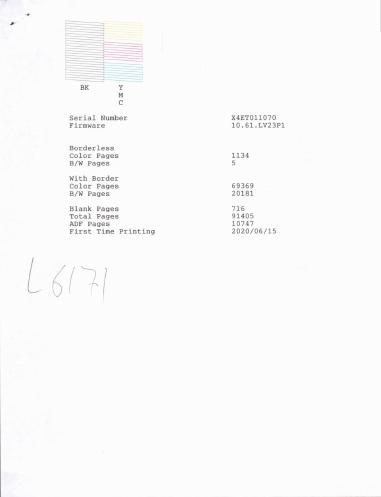 BK Y
M
C
Serial Number X4ET011070
Firmware 10.61.LV23P1
Borderless
Color Pages 1134
B/W Pages 5
With Border
Color Pages 69369
B/W Pages 20181
Blank Pages 716
Total Pages 91405
ADF Pages 10747
First Time Printing 2020/06/15
L6171